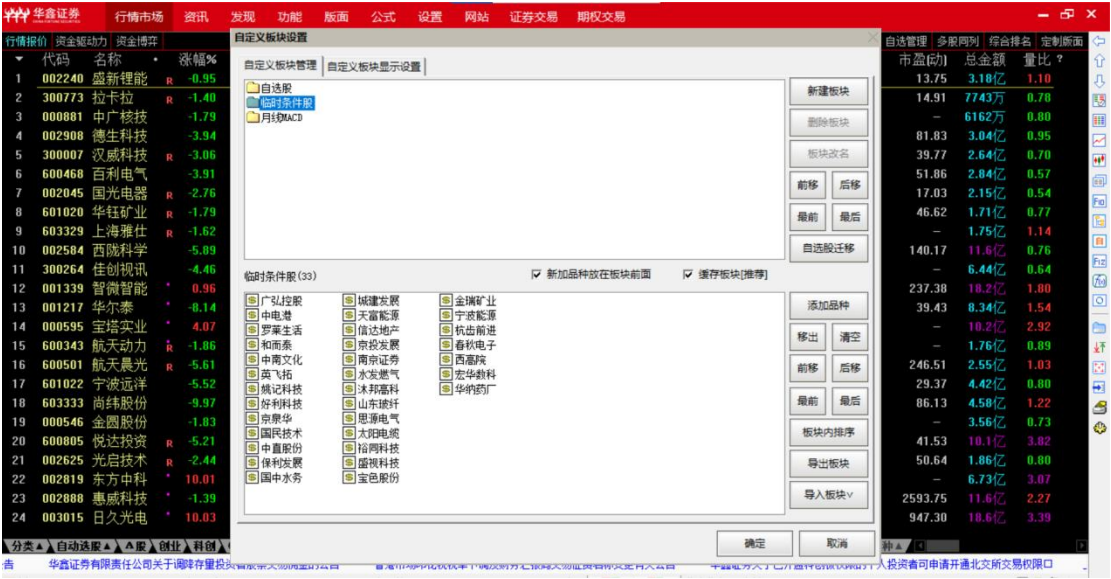 华鑫证券 行情市场 资讯 发现 功能 版面 公式 设置 网站 证券交易 期权交易
行情报价 资金驱动力 资金博弈 自定义板块设置 自选管理 多股同列 综合排名 定制版面
代码 名称 涨幅% 市盈[动] 总金额 量比 ?
自定义板块管理 自定义板块显示设置
1 002240 盛新锂能 R -0.95 13.75 3.18亿 1.10
2 300773 拉卡拉 R -1.40 14.91 7743万 0.78
3 000881 中广核技 -1.79 — 6162万 0.80
4 002908 德生科技 -3.94 81.83 3.04亿 0.95
5 300007 汉威科技 R -3.06 39.77 2.64亿 0.70
6 600468 百利电气 -3.91 51.86 2.84亿 0.57
7 002045 国光电器 R -2.76 17.03 2.15亿 0.54
8 601020 华钰矿业 R -1.79 46.62 1.71亿 0.77
9 603329 上海雅仕 R -1.62 — 1.75亿 1.14
10 002584 西陇科学 -5.89 140.17 11.6亿 0.76
11 300264 佳创视讯 -4.46 — 6.44亿 0.64
12 001339 智微智能 0.96 237.38 18.2亿 1.80
13 001217 华尔泰 -8.14 39.43 8.34亿 1.54
14 000595 宝塔实业 4.07 — 10.2亿 2.92
15 600343 航天动力 R -1.86 — 1.76亿 0.89
16 600501 航天晨光 R -5.61 246.51 2.55亿 1.03
17 601022 宁波远洋 -5.52 29.37 4.42亿 0.80
18 603333 尚纬股份 -9.97 86.13 4.58亿 1.22
19 000546 金圆股份 -1.83 — 3.56亿 0.73
20 600805 悦达投资 R -5.21 41.53 10.1亿 3.82
21 002625 光启技术 R -2.44 50.64 1.86亿 0.80
22 002819 东方中科 10.01 — 6.73亿 3.07
23 002888 惠威科技 -1.39 2593.75 11.6亿 2.27
24 003015 日久光电 10.03 947.30 18.6亿 3.39
自选股
临时条件股
月线MACD
新建板块
删除板块
板块改名
前移 后移
最前 最后
自选股迁移
临时条件股(33) 新加品种放在板块前面 缓存板块[推荐]
广弘控股 城建发展 金瑞矿业
中电港 天富能源 宁波能源
罗莱生活 信达地产 杭齿前进
和而泰 京投发展 春秋电子
中南文化 南京证券 西高院
英飞拓 水发燃气 宏华数科
姚记科技 沐邦高科 华纳药厂
好利科技 山东玻纤
京泉华 思源电气
国民技术 太阳电缆
中直股份 裕同科技
保利发展 盛视科技
国中水务 宝色股份
添加品种
移出 清空
前移 后移
最前 最后
板块内排序
导出板块
导入板块
确定 取消
分类 自动选股 A股 创业 科创